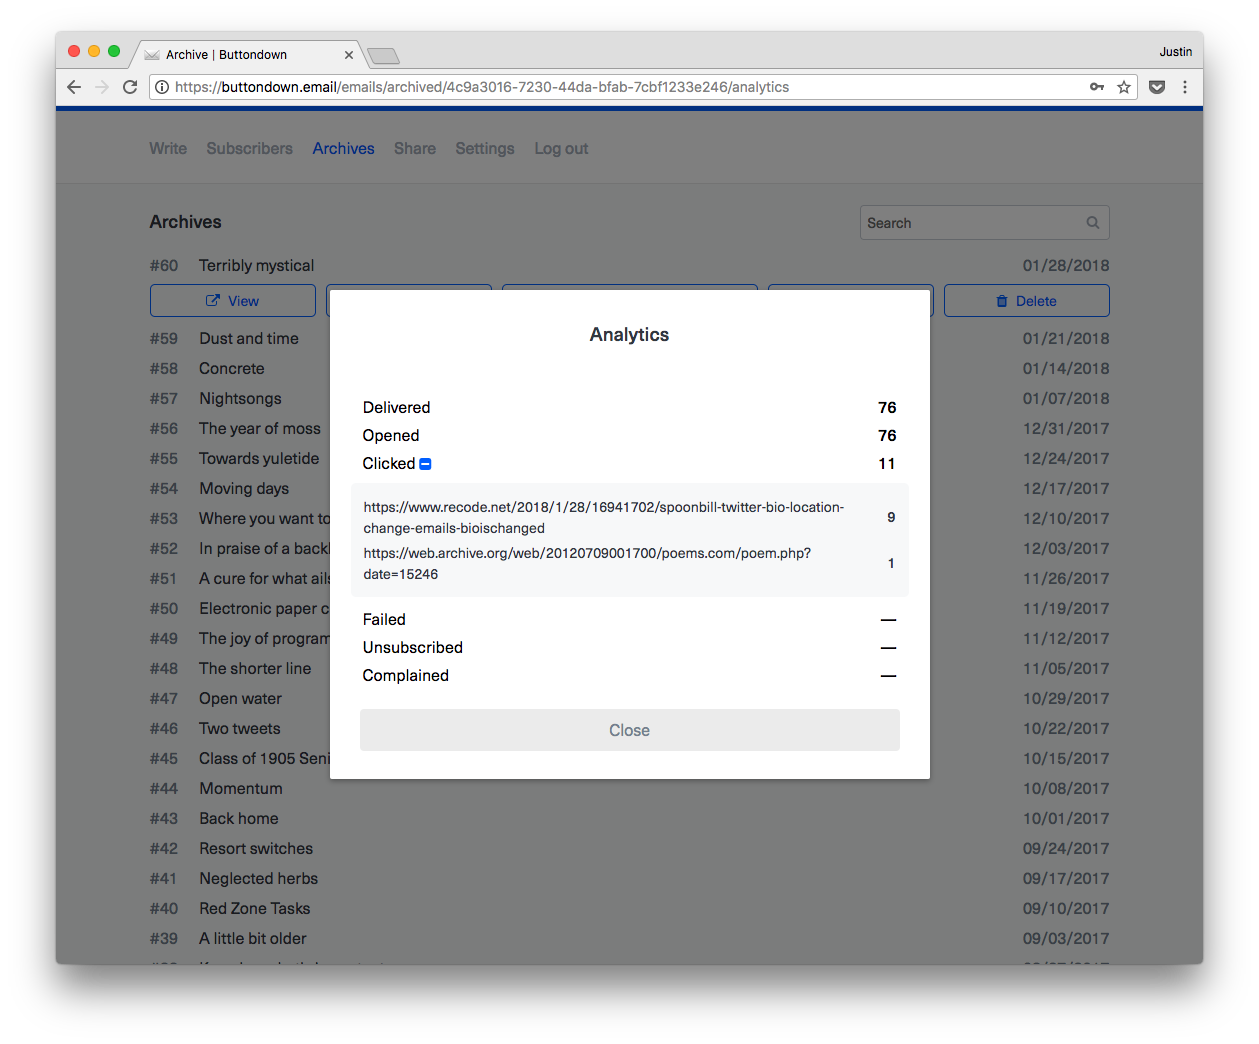 Archive | Buttondown
Justin
https://buttondown.email/emails/archived/4c9a3016-7230-44da-bfab-7cbf1233e246/analytics
Write Subscribers Archives Share Settings Log out
Archives
Search
#60 Terribly mystical 01/28/2018
View
Delete
#59 Dust and time 01/21/2018
#58 Concrete 01/14/2018
#57 Nightsongs 01/07/2018
#56 The year of moss 12/31/2017
#55 Towards yuletide 12/24/2017
#54 Moving days 12/17/2017
#53 Where you want to 12/10/2017
#52 In praise of a 12/03/2017
#51 A cure for what 11/26/2017
#50 Electronic paper 11/19/2017
#49 The joy of 11/12/2017
#48 The shorter line 11/05/2017
#47 Open water 10/29/2017
#46 Two tweets 10/22/2017
#45 Class of 1905 10/15/2017
#44 Momentum 10/08/2017
#43 Back home 10/01/2017
#42 Resort switches 09/24/2017
#41 Neglected herbs 09/17/2017
#40 Red Zone Tasks 09/10/2017
#39 A little bit older 09/03/2017
Analytics
Delivered 76
Opened 76
Clicked 11
https://www.recode.net/2018/1/28/16941702/spoonbill-twitter-bio-location-
change-emails-bioischanged 9
https://web.archive.org/web/20120709001700/poems.com/poem.php?
date=15246 1
Failed —
Unsubscribed —
Complained —
Close